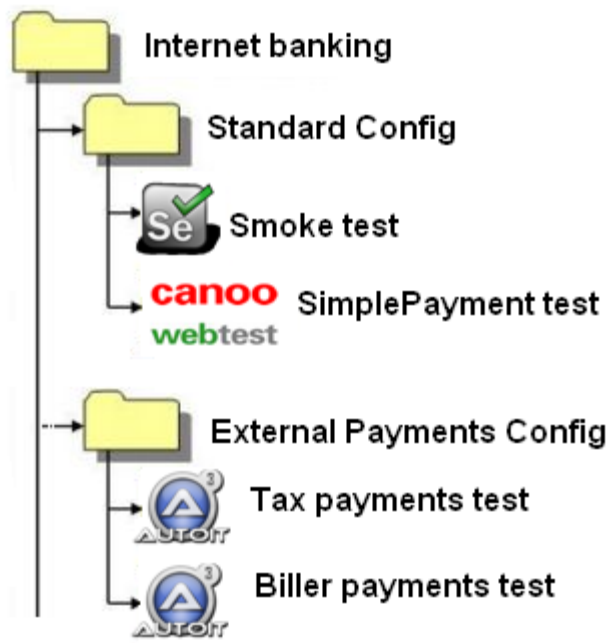 Internet banking
Standard Config
Se
Smoke test
canoo
webtest
SimplePayment test
External Payments Config
3
AUTOIT
Tax payments test
3
AUTOIT
Biller payments test